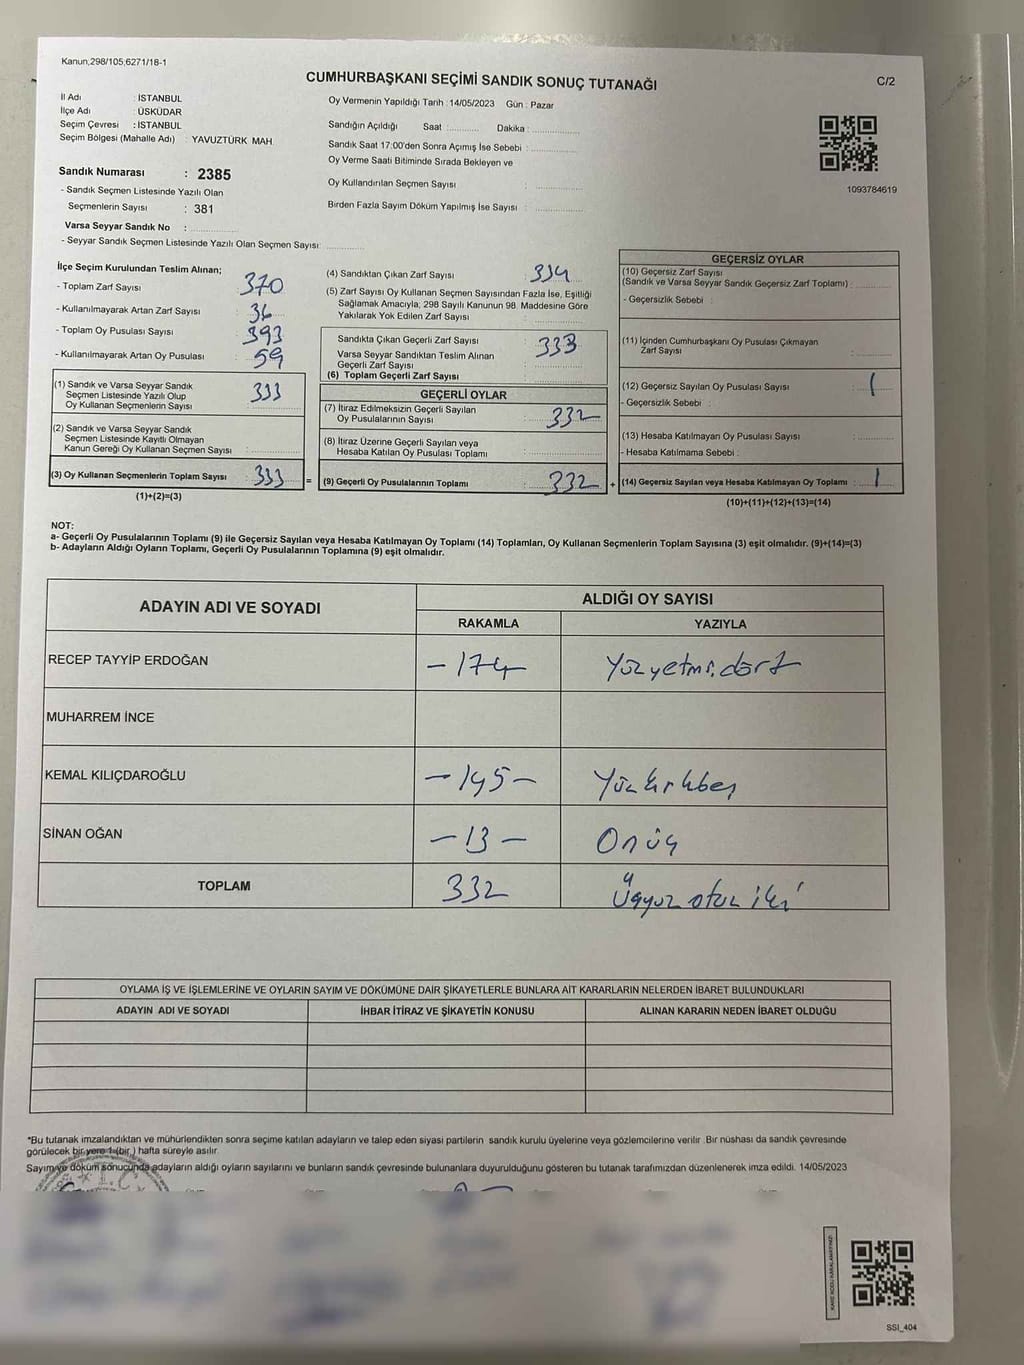 Kanun,298/105,6271/18-1
CUMHURBAŞKANI SEÇİMİ SANDIK SONUÇ TUTANAĞI
C/2
İl Adı : İSTANBUL
İlçe Adı : ÜSKÜDAR
Seçim Çevresi : İSTANBUL
Seçim Bölgesi (Mahalle Adı) : YAVUZTÜRK MAH
Sandık Numarası : 2385
- Sandık Seçmen Listesinde Yazılı Olan
Seçmenlerin Sayısı : 381
Varsa Seyyar Sandık No :
- Seyyar Sandık Seçmen Listesinde Yazılı Olan Seçmen Sayısı:
Oy Vermenin Yapıldığı Tarih : 14/05/2023 Gün : Pazar
Sandığın Açıldığı Saat : Dakika :
Sandık Saat 17:00'den Sonra Açımış İse Sebebi :
Oy Verme Saati Bitiminde Sırada Bekleyen ve
Oy Kullandırılan Seçmen Sayısı :
Birden Fazla Sayım Döküm Yapılmış İse Sayısı :
1093784619
İlçe Seçim Kurulundan Teslim Alınan;
- Toplam Zarf Sayısı : 370
- Kullanılmayarak Artan Zarf Sayısı : 36
- Toplam Oy Pusulası Sayısı : 393
- Kullanılmayarak Artan Oy Pusulası : 59
(1) Sandık ve Varsa Seyyar Sandık
Seçmen Listesinde Yazılı Olup
Oy Kullanan Seçmenlerin Sayısı : 333
(2) Sandık ve Varsa Seyyar Sandık
Seçmen Listesinde Kayıtlı Olmayan
Kanun Gereği Oy Kullanan Seçmen Sayısı :
(3) Oy Kullanan Seçmenlerin Toplam Sayısı : 333 =
(1)+(2)=(3)
(4) Sandıktan Çıkan Zarf Sayısı : 334
(5) Zarf Sayısı Oy Kullanan Seçmen Sayısından Fazla İse, Eşitliği
Sağlamak Amacıyla; 298 Sayılı Kanunun 98. Maddesine Göre
Yakılarak Yok Edilen Zarf Sayısı :
Sandıkta Çıkan Geçerli Zarf Sayısı : 333
Varsa Seyyar Sandıktan Teslim Alınan
Geçerli Zarf Sayısı :
(6) Toplam Geçerli Zarf Sayısı :
GEÇERLİ OYLAR
(7) İtiraz Edilmeksizin Geçerli Sayılan
Oy Pusulalarının Sayısı : 332
(8) İtiraz Üzerine Geçerli Sayılan veya
Hesaba Katılan Oy Pusulası Toplamı :
(9) Geçerli Oy Pusulalarının Toplamı : 332 +
GEÇERSİZ OYLAR
(10) Geçersiz Zarf Sayısı
(Sandık ve Varsa Seyyar Sandık Geçersiz Zarf Toplamı) :
- Geçersizlik Sebebi :
(11) İçinden Cumhurbaşkanı Oy Pusulası Çıkmayan
Zarf Sayısı :
(12) Geçersiz Sayılan Oy Pusulası Sayısı : 1
- Geçersizlik Sebebi :
(13) Hesaba Katılmayan Oy Pusulası Sayısı :
- Hesaba Katılmama Sebebi :
(14) Geçersiz Sayılan veya Hesaba Katılmayan Oy Toplamı : 1
(10)+(11)+(12)+(13)=(14)
NOT:
a- Geçerli Oy Pusulalarının Toplamı (9) ile Geçersiz Sayılan veya Hesaba Katılmayan Oy Toplamı (14) Toplamları, Oy Kullanan Seçmenlerin Toplam Sayısına (3) eşit olmalıdır. (9)+(14)=(3)
b- Adayların Aldığı Oyların Toplamı, Geçerli Oy Pusulalarının Toplamına (9) eşit olmalıdır.
ADAYIN ADI VE SOYADI
ALDIĞI OY SAYISI
RAKAMLA YAZIYLA
RECEP TAYYİP ERDOĞAN -174 Yüzyetmişdört
MUHARREM İNCE
KEMAL KILIÇDAROĞLU -145- Yüzkırkbeş
SİNAN OĞAN -13- Onüç
TOPLAM 332 Üçyüz otuz iki
OYLAMA İŞ VE İŞLEMLERİNE VE OYLARIN SAYIM VE DÖKÜMÜNE DAİR ŞİKAYETLERLE BUNLARA AİT KARARLARIN NELERDEN İBARET BULUNDUKLARI
ADAYIN ADI VE SOYADI İHBAR İTİRAZ VE ŞİKAYETİN KONUSU ALINAN KARARIN NEDEN İBARET OLDUĞU
*Bu tutanak imzalandıktan ve mühürlendikten sonra seçime katılan adayların ve talep eden siyasi partilerin sandık kurulu üyelerine veya gözlemcilerine verilir. Bir nüshası da sandık çevresinde
görülecek bir yere 1 (bir ) hafta süreyle asılır.
Sayım ve döküm sonucunda adayların aldığı oyların sayılarını ve bunların sandık çevresinde bulunanlara duyurulduğunu gösteren bu tutanak tarafımızdan düzenlenerek imza edildi. 14/05/2023
T.C.
KARE KODU KARALAMAYINIZ!
SSI_404